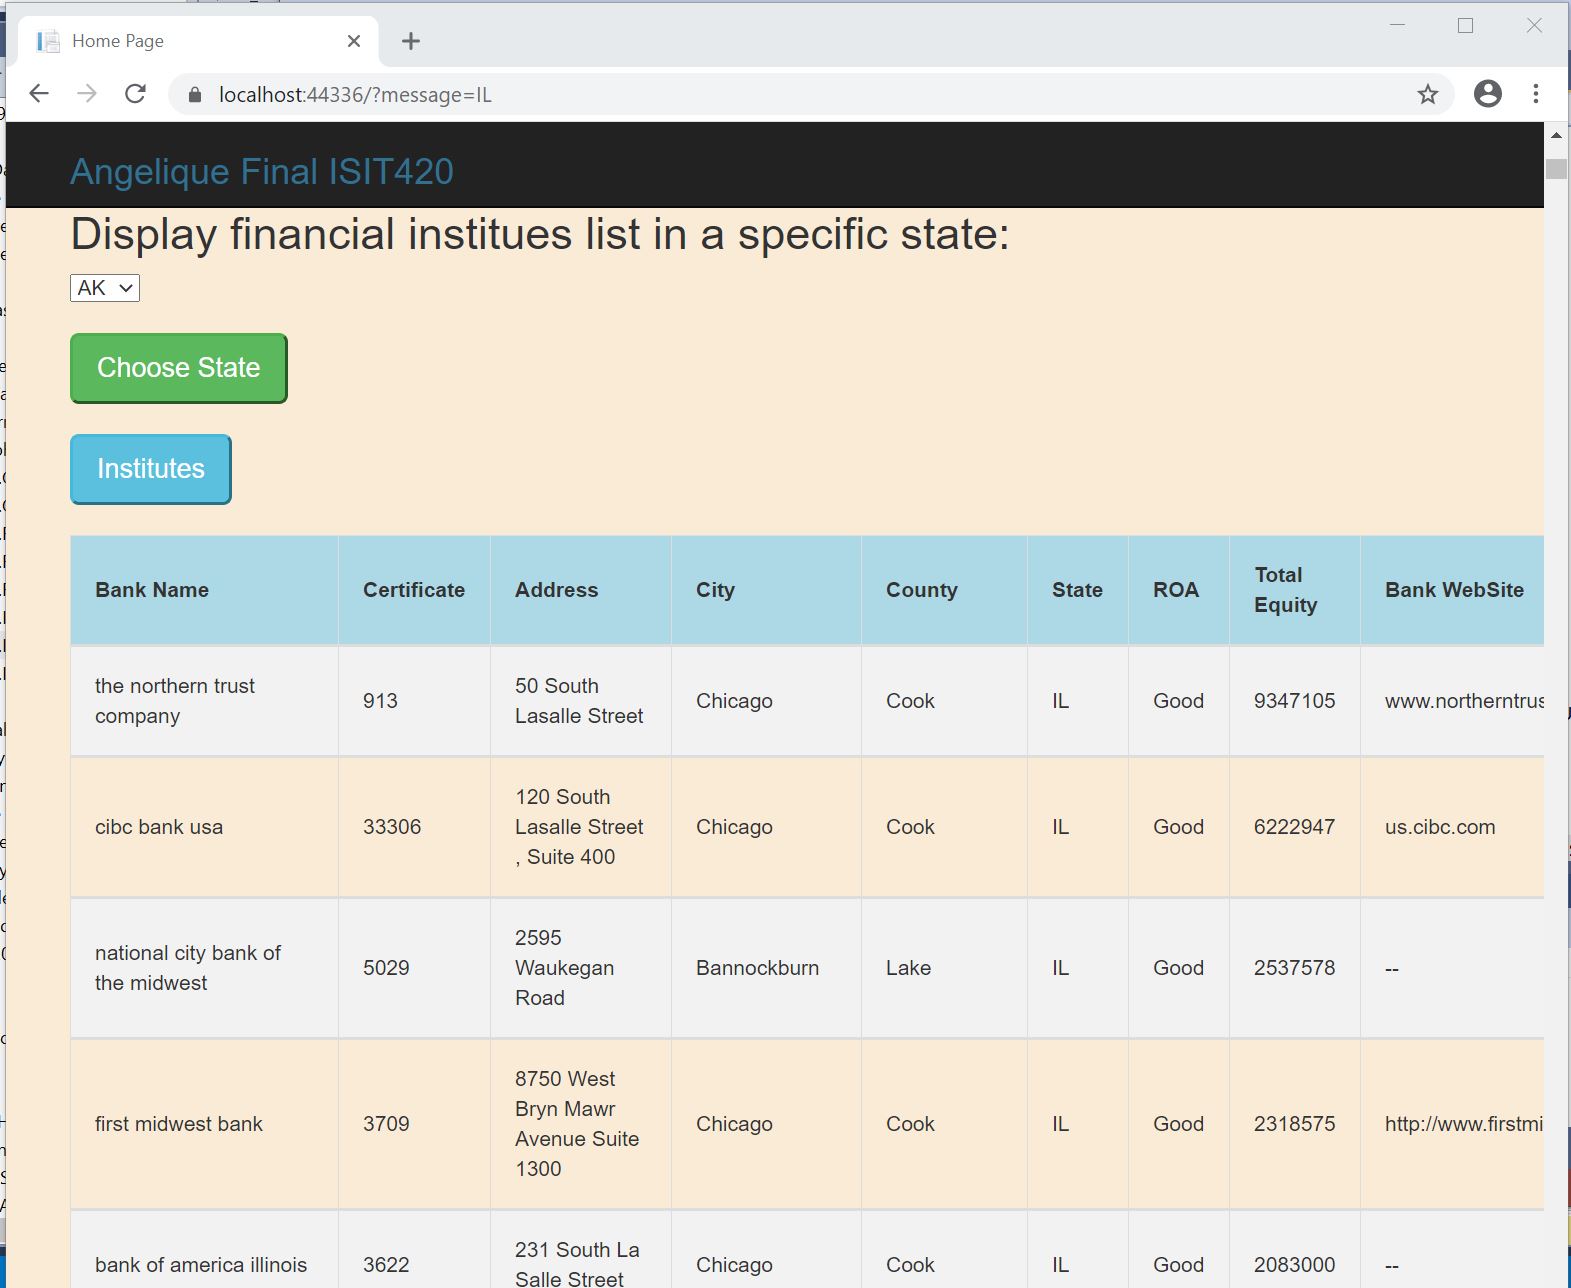 Home Page
localhost:44336/?message=IL
Angelique Final ISIT420
Display financial institues list in a specific state:
AK
Choose State
Institutes
Bank Name Certificate Address City County State ROA Total Equity Bank WebSite
the northern trust company 913 50 South Lasalle Street Chicago Cook IL Good 9347105 www.northerntrus
cibc bank usa 33306 120 South Lasalle Street , Suite 400 Chicago Cook IL Good 6222947 us.cibc.com
national city bank of the midwest 5029 2595 Waukegan Road Bannockburn Lake IL Good 2537578 --
first midwest bank 3709 8750 West Bryn Mawr Avenue Suite 1300 Chicago Cook IL Good 2318575 http://www.firstmi
bank of america illinois 3622 231 South La Salle Street Chicago Cook IL Good 2083000 --